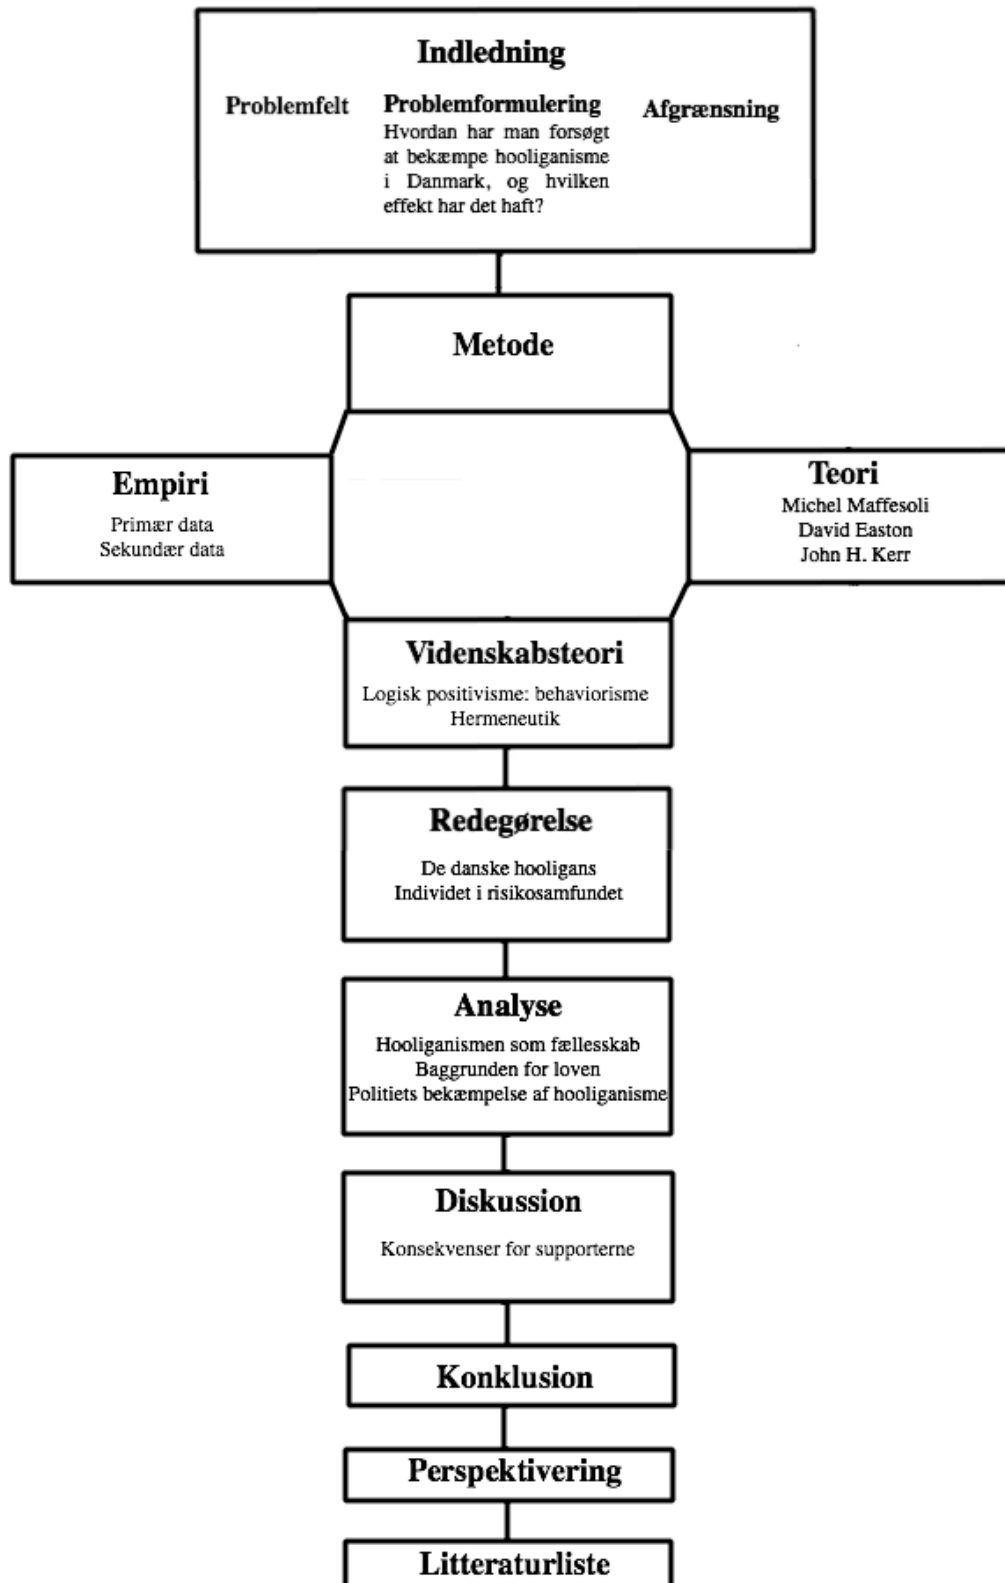 Indledning
Problemfelt
Problemformulering
Hvordan har man forsøgt
at bekæmpe hooliganisme
i Danmark, og hvilken
effekt har det haft?
Afgrænsning
Metode
Empiri
Primær data
Sekundær data
Teori
Michel Maffesoli
David Easton
John H. Kerr
Videnskabsteori
Logisk positivisme: behaviorisme
Hermeneutik
Redegørelse
De danske hooligans
Individet i risikosamfundet
Analyse
Hooliganismen som fællesskab
Baggrunden for loven
Politiets bekæmpelse af hooliganisme
Diskussion
Konsekvenser for supporterne
Konklusion
Perspektivering
Litteraturliste